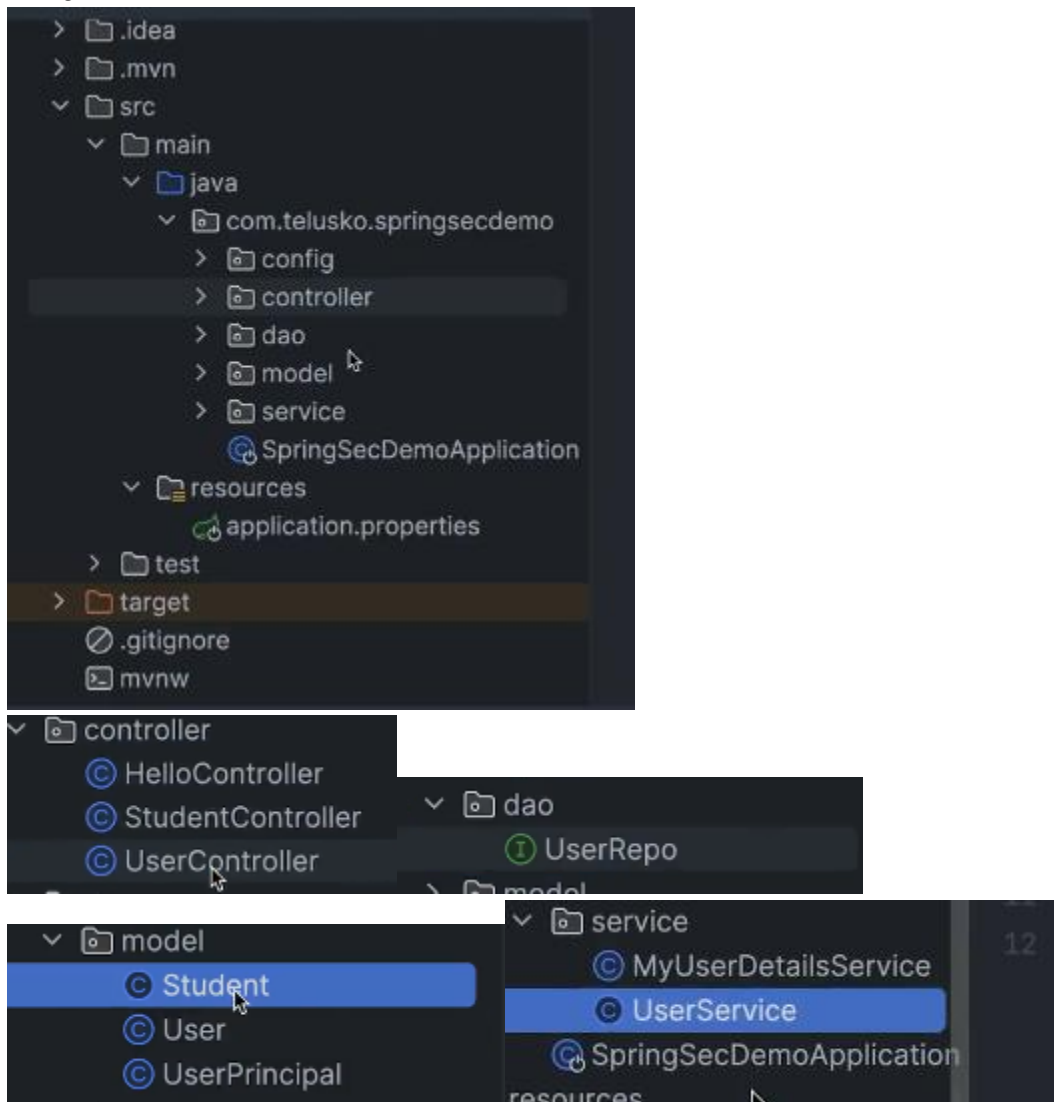 .idea
.mvn
src
main
java
com.telusko.springsecdemo
config
controller
dao
model
service
SpringSecDemoApplication
resources
application.properties
test
target
.gitignore
mvnw
controller
HelloController
StudentController
UserController
dao
UserRepo
model
model
Student
User
UserPrincipal
service
12
MyUserDetailsService
UserService
SpringSecDemoApplication
resources